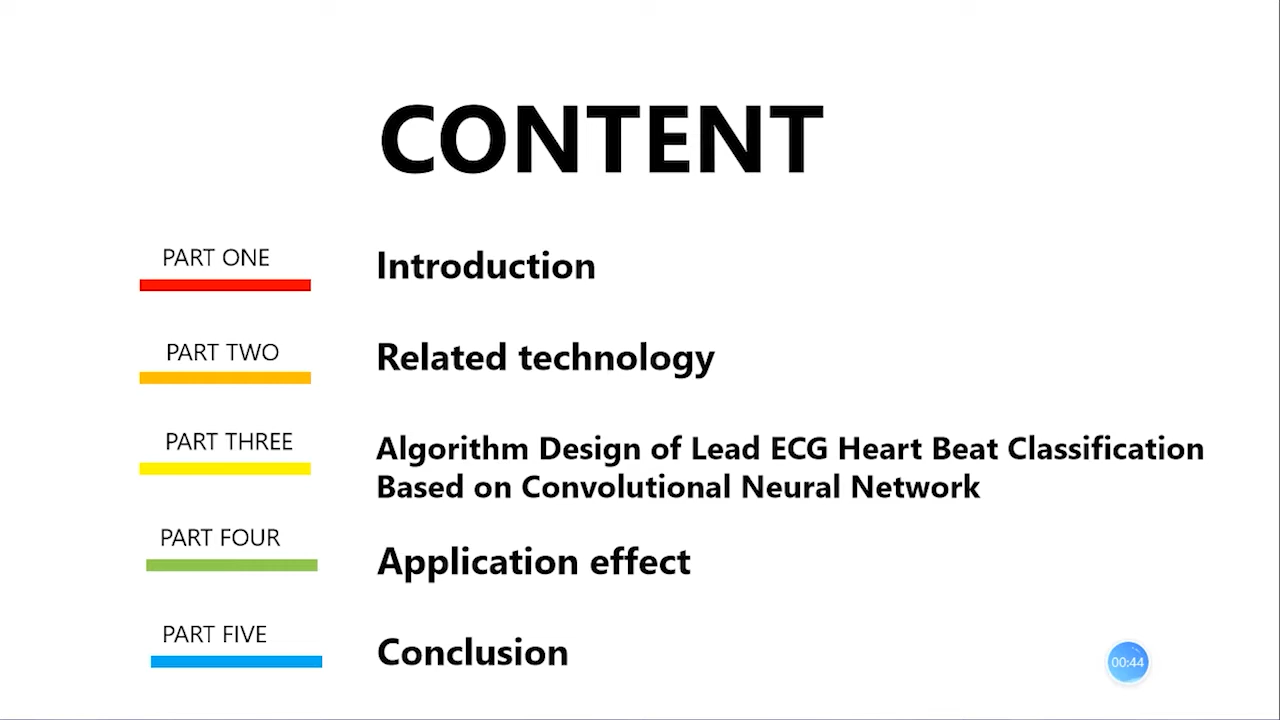 CONTENT
PART ONE
Introduction
PART TWO
Related technology
PART THREE
Algorithm Design of Lead ECG Heart Beat Classification
Based on Convolutional Neural Network
PART FOUR
Application effect
PART FIVE
Conclusion
00:44